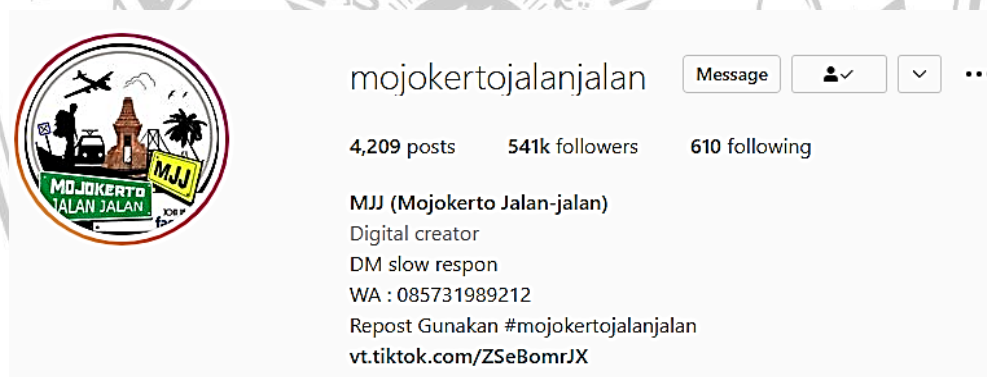 mojokertojalanjalan Message
4,209 posts 541k followers 610 following
MJJ (Mojokerto Jalan-jalan)
Digital creator
DM slow respon
WA : 085731989212
Repost Gunakan #mojokertojalanjalan
vt.tiktok.com/ZSeBomrJX
MJJ
MOJOKERTO
JALAN JALAN